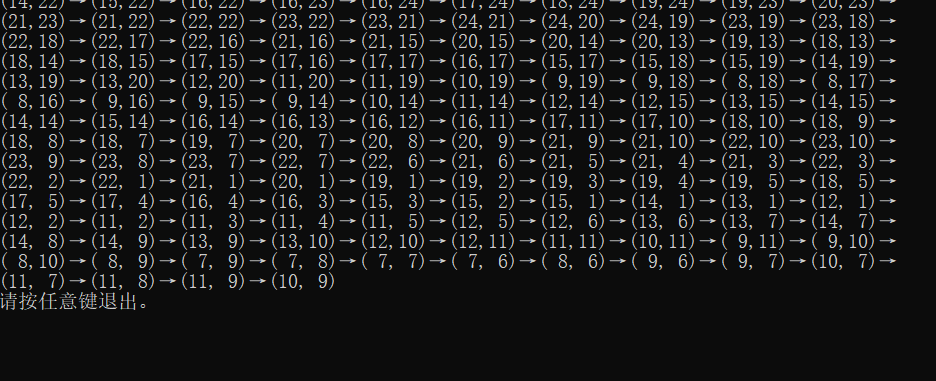 (14,22)→(15,22)→(16,22)→(16,23)→(16,24)→(17,24)→(18,24)→(19,24)→(19,23)→(20,23)→
(21,23)→(21,22)→(22,22)→(23,22)→(23,21)→(24,21)→(24,20)→(24,19)→(23,19)→(23,18)→
(22,18)→(22,17)→(22,16)→(21,16)→(21,15)→(20,15)→(20,14)→(20,13)→(19,13)→(18,13)→
(18,14)→(18,15)→(17,15)→(17,16)→(17,17)→(16,17)→(15,17)→(15,18)→(15,19)→(14,19)→
(13,19)→(13,20)→(12,20)→(11,20)→(11,19)→(10,19)→( 9,19)→( 9,18)→( 8,18)→( 8,17)→
( 8,16)→( 9,16)→( 9,15)→( 9,14)→(10,14)→(11,14)→(12,14)→(12,15)→(13,15)→(14,15)→
(14,14)→(15,14)→(16,14)→(16,13)→(16,12)→(16,11)→(17,11)→(17,10)→(18,10)→(18, 9)→
(18, 8)→(18, 7)→(19, 7)→(20, 7)→(20, 8)→(20, 9)→(21, 9)→(21,10)→(22,10)→(23,10)→
(23, 9)→(23, 8)→(23, 7)→(22, 7)→(22, 6)→(21, 6)→(21, 5)→(21, 4)→(21, 3)→(22, 3)→
(22, 2)→(22, 1)→(21, 1)→(20, 1)→(19, 1)→(19, 2)→(19, 3)→(19, 4)→(19, 5)→(18, 5)→
(17, 5)→(17, 4)→(16, 4)→(16, 3)→(15, 3)→(15, 2)→(15, 1)→(14, 1)→(13, 1)→(12, 1)→
(12, 2)→(11, 2)→(11, 3)→(11, 4)→(11, 5)→(12, 5)→(12, 6)→(13, 6)→(13, 7)→(14, 7)→
(14, 8)→(14, 9)→(13, 9)→(13,10)→(12,10)→(12,11)→(11,11)→(10,11)→( 9,11)→( 9,10)→
( 8,10)→( 8, 9)→( 7, 9)→( 7, 8)→( 7, 7)→( 7, 6)→( 8, 6)→( 9, 6)→( 9, 7)→(10, 7)→
(11, 7)→(11, 8)→(11, 9)→(10, 9)
请按任意键退出。